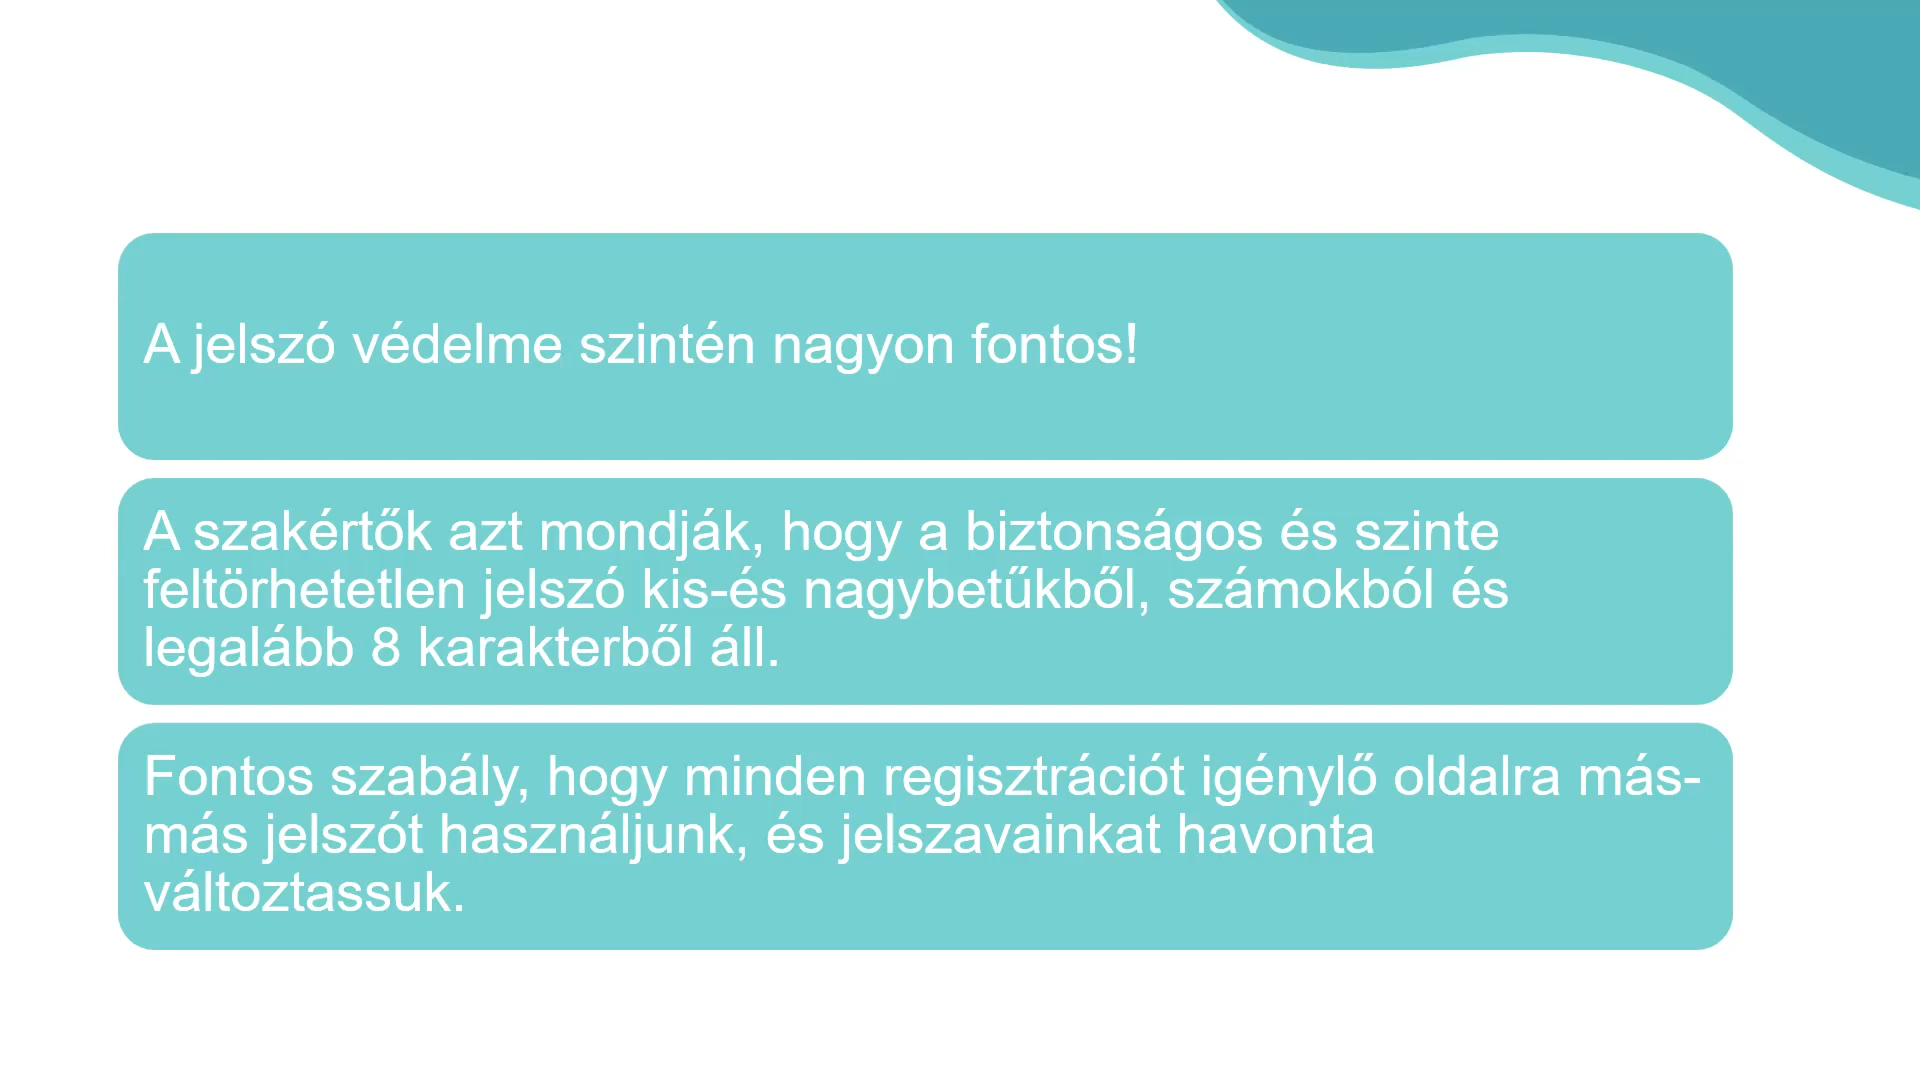 A jelszó védelme szintén nagyon fontos!
A szakértők azt mondják, hogy a biztonságos és szinte
feltörhetetlen jelszó kis-és nagybetűkből, számokból és
legalább 8 karakterből áll.
Fontos szabály, hogy minden regisztrációt igénylő oldalra más-
más jelszót használjunk, és jelszavainkat havonta
változtassuk.